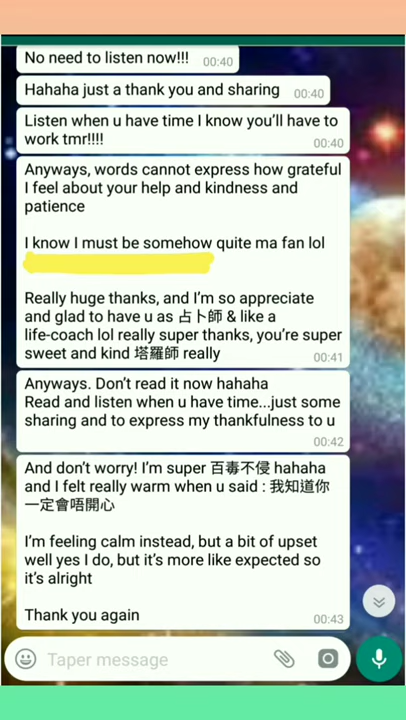 No need to listen now!!! 00:40
Hahaha just a thank you and sharing 00:40
Listen when u have time I know you'll have to
work tmr!!!! 00:40
Anyways, words cannot express how grateful
I feel about your help and kindness and
patience
I know I must be somehow quite ma fan lol
Really huge thanks, and I'm so appreciate
and glad to have u as 占卜師 & like a
life-coach lol really super thanks, you're super
sweet and kind 塔羅師 really 00:41
Anyways. Don't read it now hahaha
Read and listen when u have time...just some
sharing and to express my thankfulness to u
00:42
And don't worry! I'm super 百毒不侵 hahaha
and I felt really warm when u said : 我知道你
一定會唔開心
I'm feeling calm instead, but a bit of upset
well yes I do, but it's more like expected so
it's alright
Thank you again 00:43
Taper message